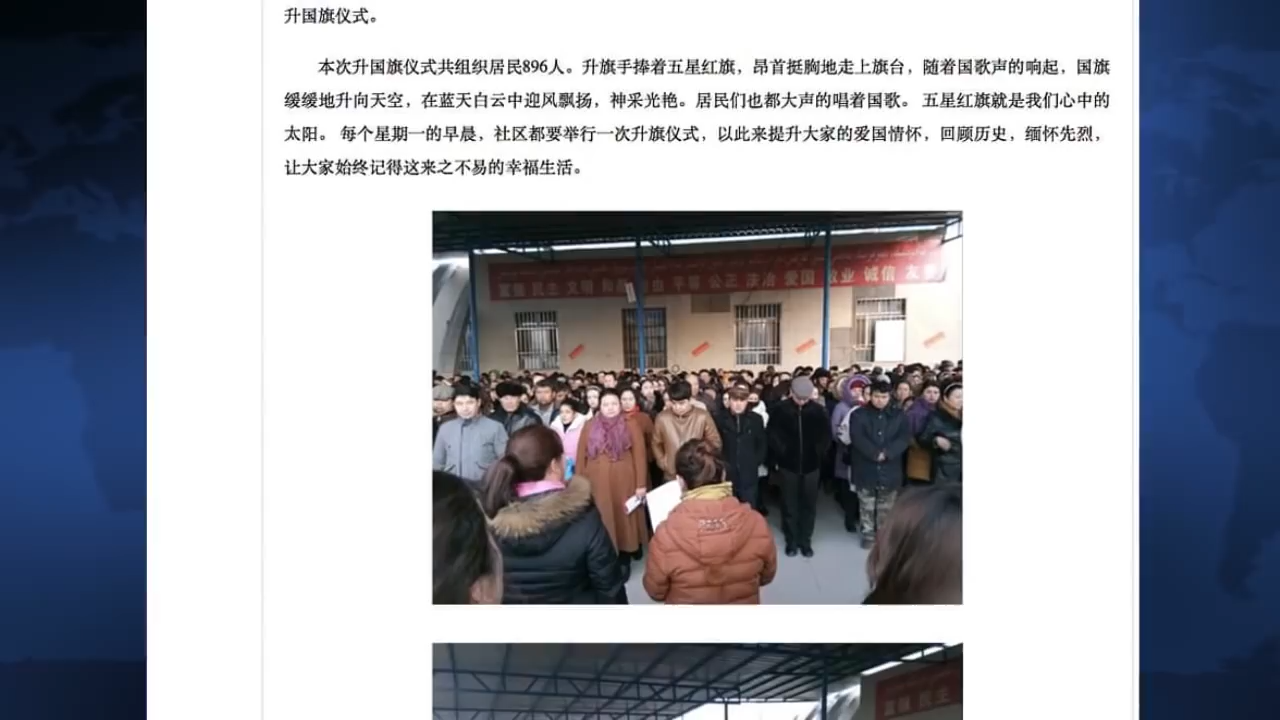 升国旗仪式。
本次升国旗仪式共组织居民896人。升旗手捧着五星红旗，昂首挺胸地走上旗台，随着国歌声的响起，国旗
缓缓地升向天空，在蓝天白云中迎风飘扬，神采光艳。居民们也都大声的唱着国歌。 五星红旗就是我们心中的
太阳。 每个星期一的早晨，社区都要举行一次升旗仪式，以此来提升大家的爱国情怀，回顾历史，缅怀先烈，
让大家始终记得这来之不易的幸福生活。
富强 民主 文明 平等 公正 法治 爱国 敬业 诚信 友善
富强 民主